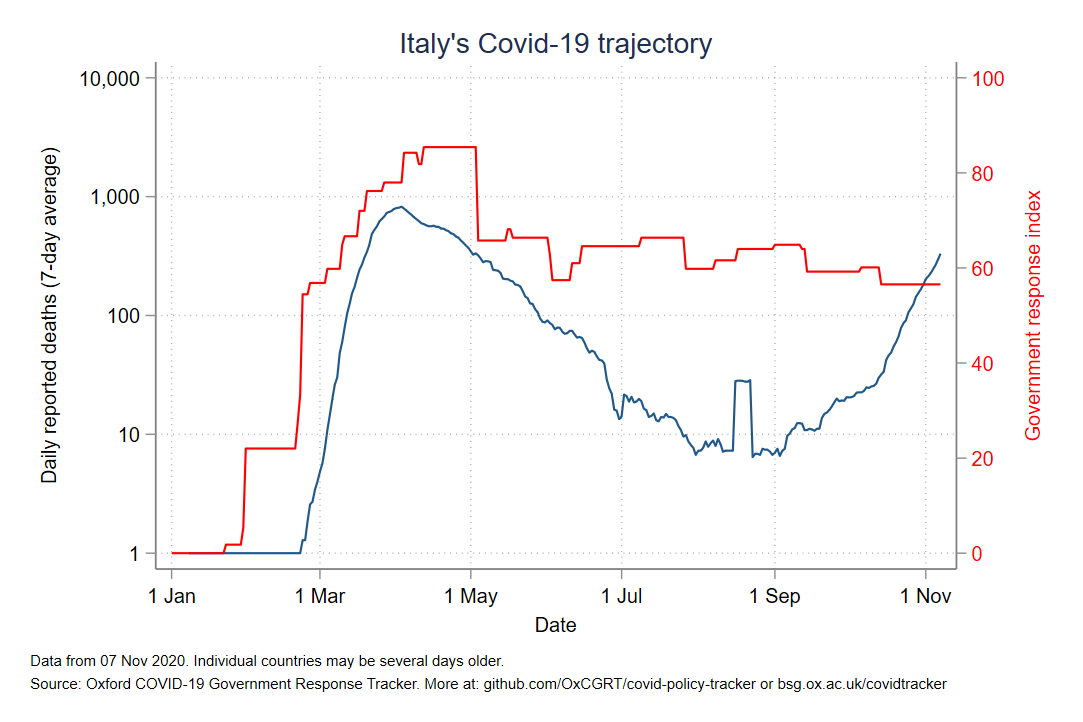 Italy's Covid-19 trajectory
10,000
1,000
100
10
1
Daily reported deaths (7-day average)
100
80
60
40
20
0
Government response index
1 Jan 1 Mar 1 May 1 Jul 1 Sep 1 Nov
Date
Data from 07 Nov 2020. Individual countries may be several days older.
Source: Oxford COVID-19 Government Response Tracker. More at: github.com/OxCGRT/covid-policy-tracker or bsg.ox.ac.uk/covidtracker